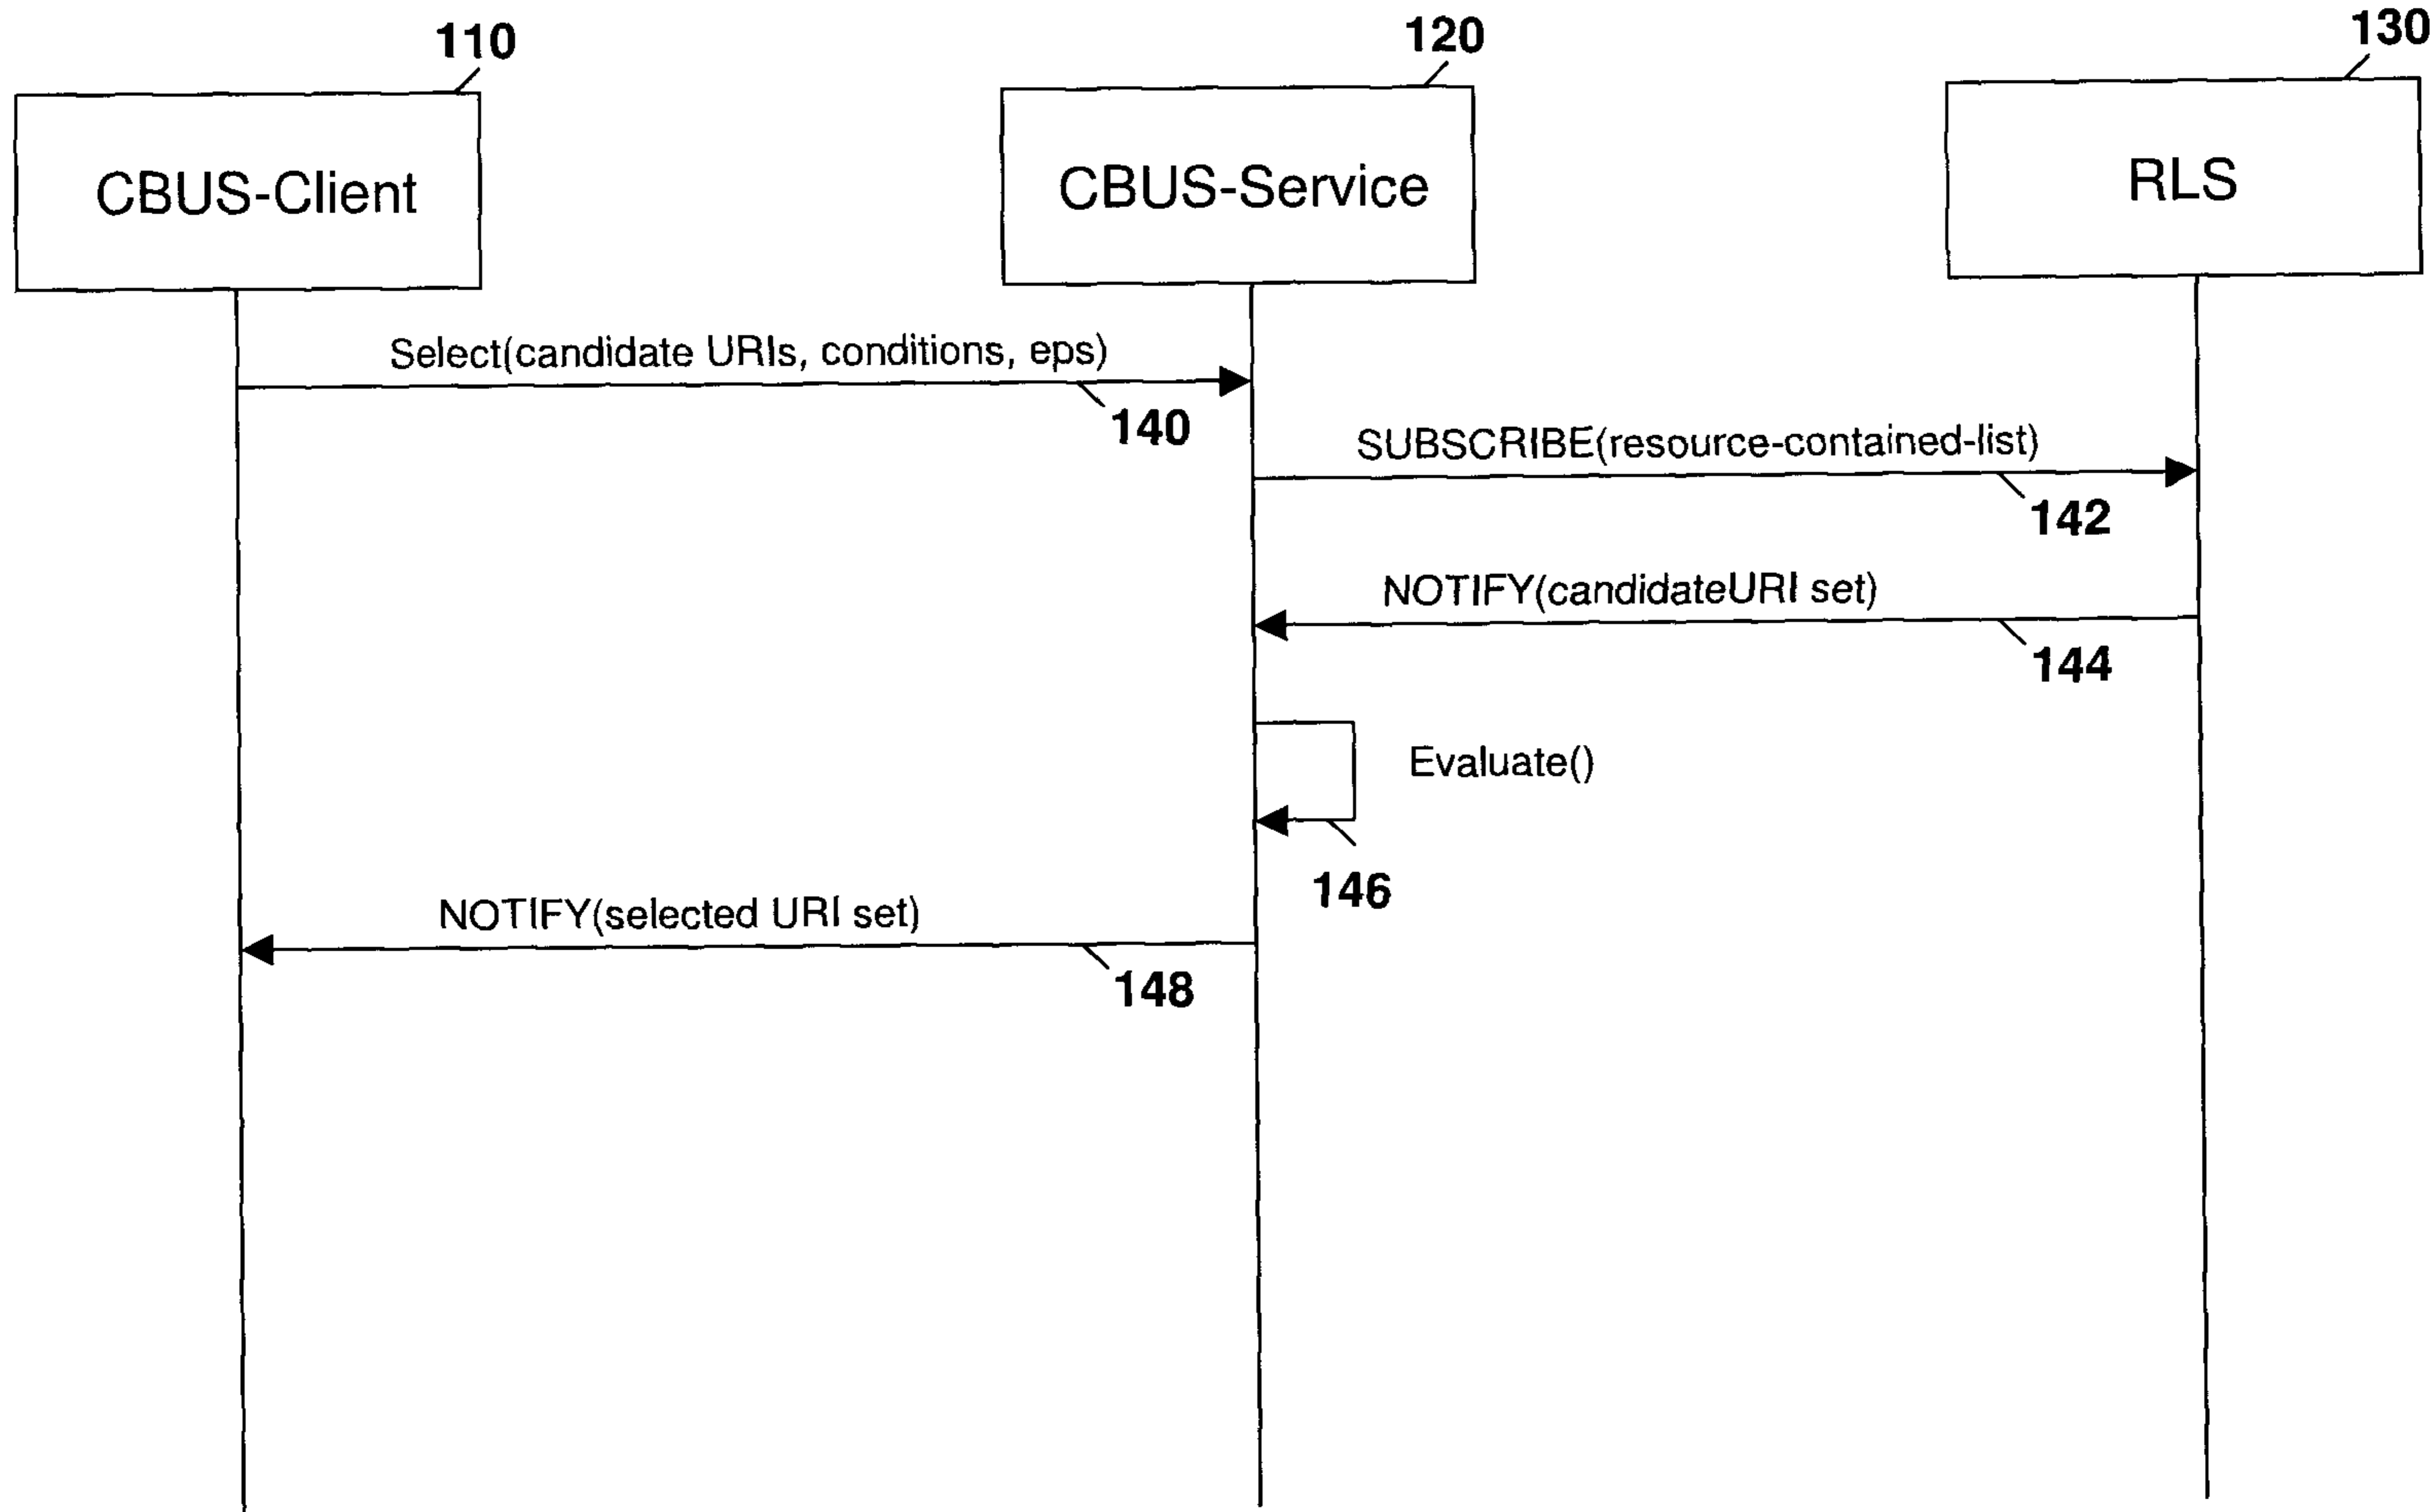 110
120
130
CBUS-Client
CBUS-Service
RLS
Select(candidate URIs, conditions, eps)
140
SUBSCRIBE(resource-contained-list)
142
NOTIFY(candidateURI set)
144
Evaluate()
146
NOTIFY(selected URI set)
148